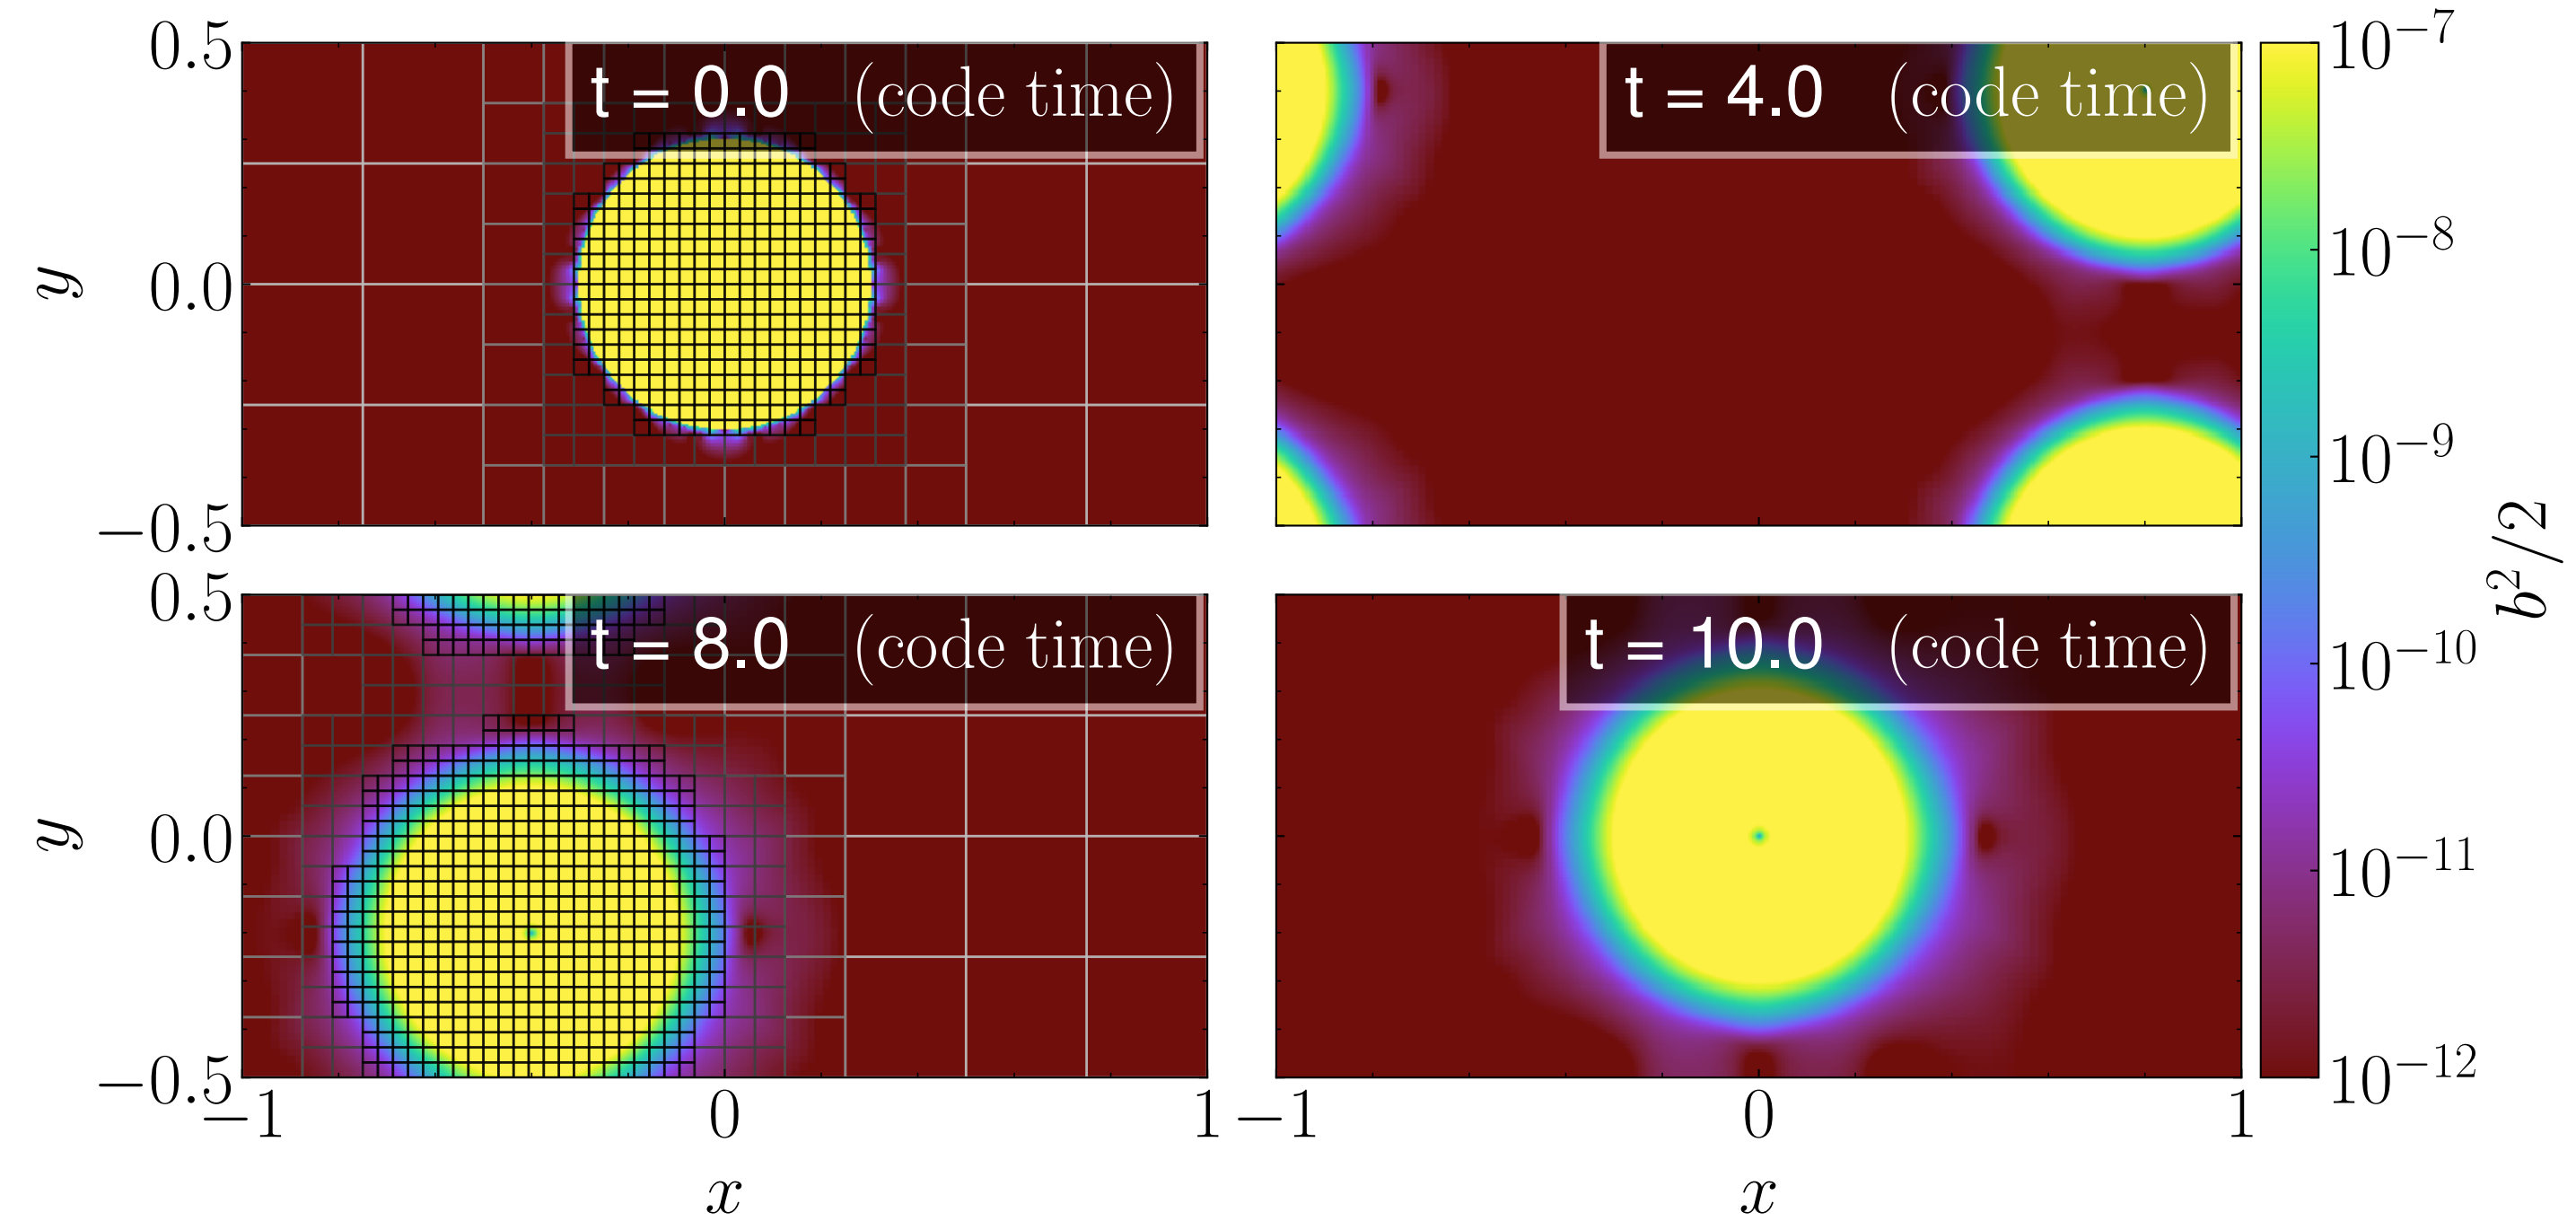 0.5
t = 0.0 (code time)
t = 4.0 (code time)
10^{-7}
y
0.0
10^{-8}
10^{-9}
-0.5
b^2/2
0.5
t = 8.0 (code time)
t = 10.0 (code time)
10^{-10}
y
0.0
10^{-11}
-0.5
10^{-12}
-1 0 1 -1 0 1
x x